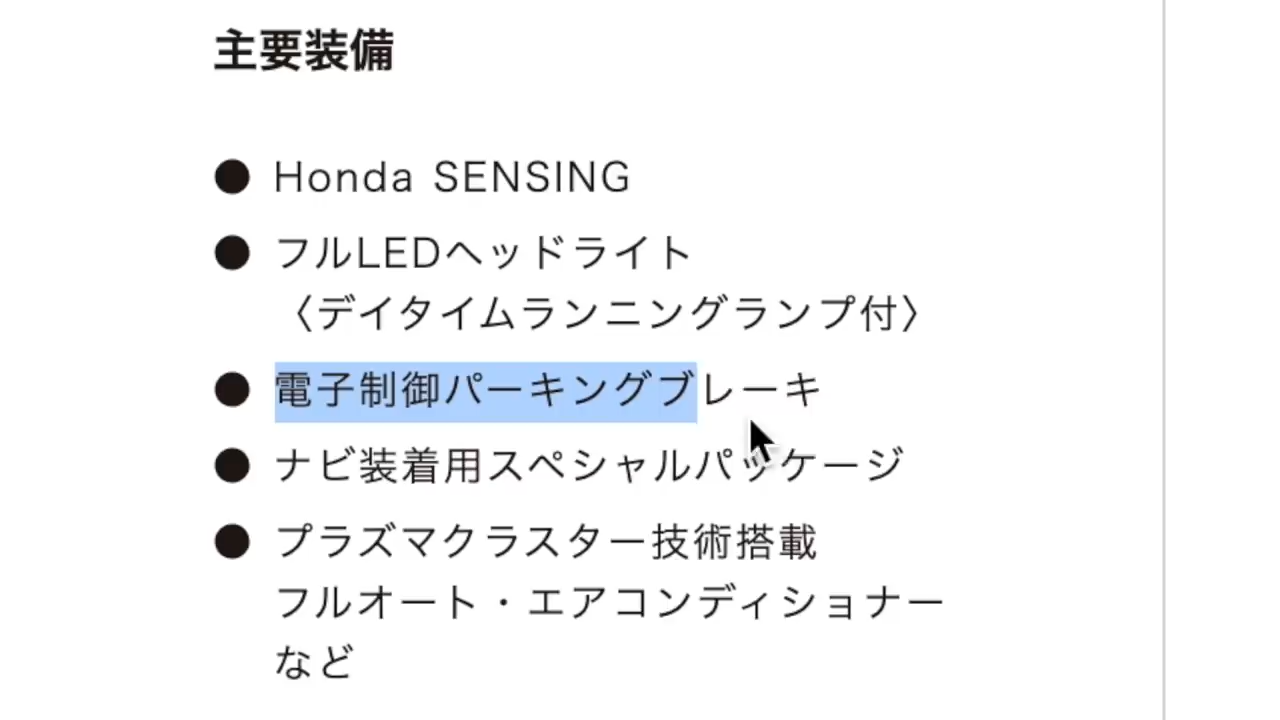 主要装備
● Honda SENSING
● フルLEDヘッドライト
〈デイタイムランニングランプ付〉
● 電子制御パーキングブレーキ
● ナビ装着用スペシャルパッケージ
● プラズマクラスター技術搭載
フルオート・エアコンディショナー
など